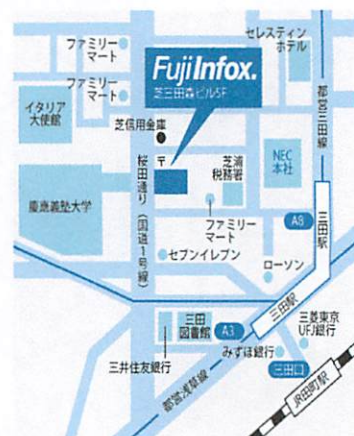 セレスティン
ホテル
ファミリー
マート
Fuji Infox.
芝三田森ビル5F
ファミリー
マート
都営三田線
イタリア
大使館
芝信用金庫
〒
桜田通り（国道1号線）
芝浦
税務署
NEC
本社
慶應義塾大学
ファミリー
マート
A8
三田駅
セブンイレブン
ローソン
三田駅
三田
図書館
A3
三菱東京
UFJ銀行
みずほ銀行
三井住友銀行
三田口
都営浅草線
JR田町駅